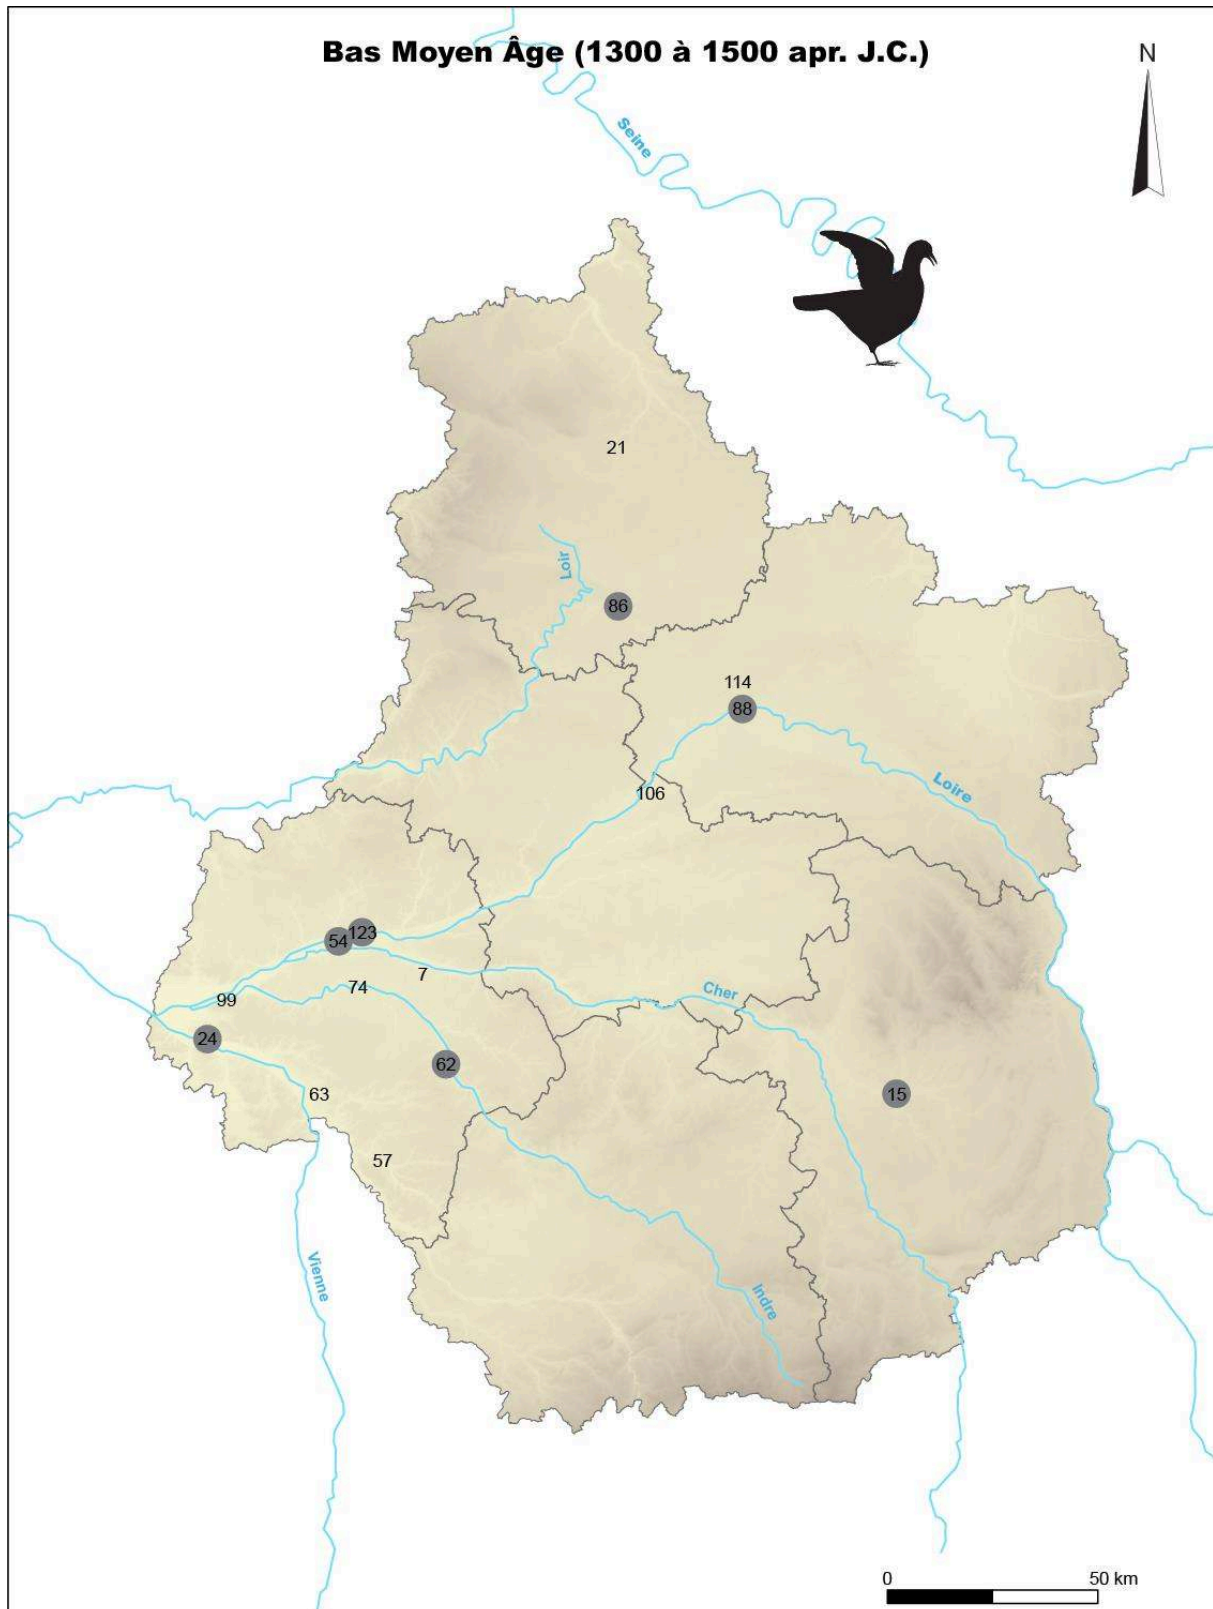 Bas Moyen Âge (1300 à 1500 apr. J.C.)
N
Seine
21
Loir
86
114
88
Loire
106
123
54
7
74
99
Cher
24
62
63
15
57
Vienne
Indre
0 50 km